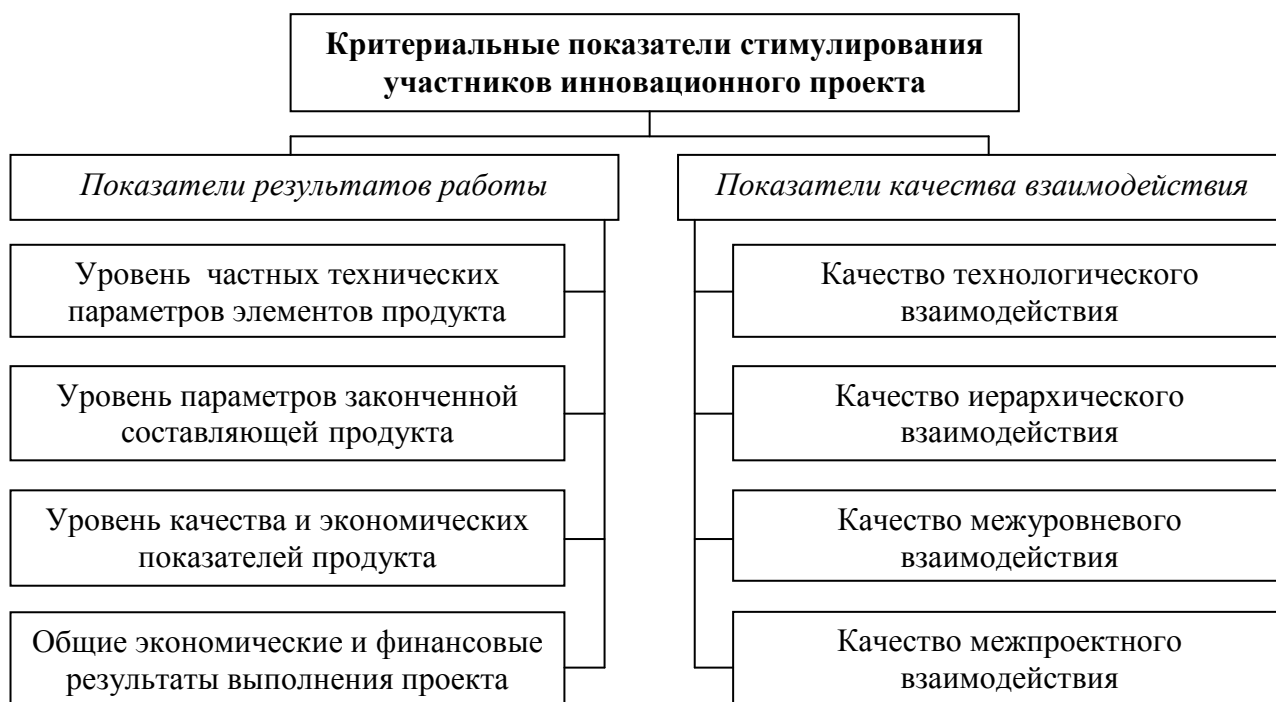 Критериальные показатели стимулирования
участников инновационного проекта
Показатели результатов работы
Уровень частных технических
параметров элементов продукта
Уровень параметров законченной
составляющей продукта
Уровень качества и экономических
показателей продукта
Общие экономические и финансовые
результаты выполнения проекта
Показатели качества взаимодействия
Качество технологического
взаимодействия
Качество иерархического
взаимодействия
Качество межуровневого
взаимодействия
Качество межпроектного
взаимодействия